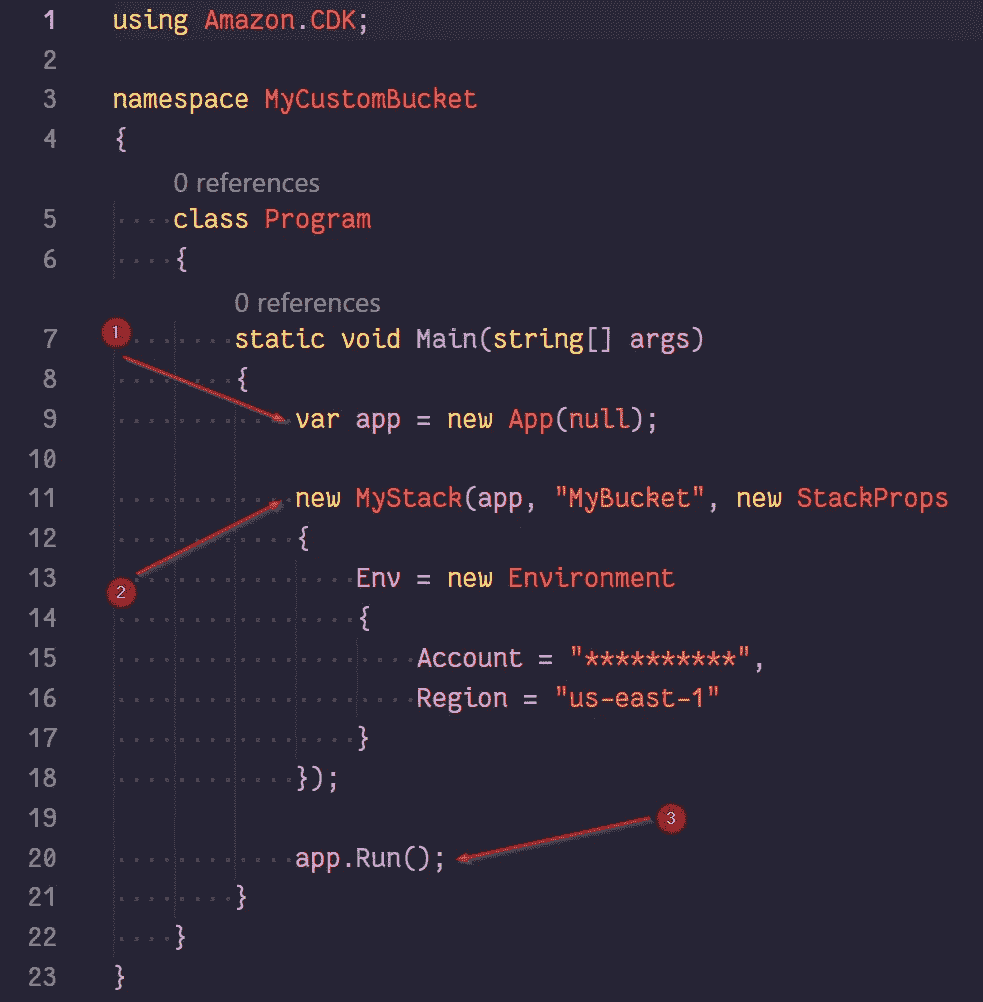 1 using Amazon.CDK;
2
3 namespace MyCustomBucket
4 {
0 references
5 class Program
6 {
0 references
1
7 static void Main(string[] args)
8 {
9 var app = new App(null);
10
11 new MyStack(app, "MyBucket", new StackProps
12 {
13 Env = new Environment
2
14 {
15 Account = "**********",
16 Region = "us-east-1"
17 }
18 });
19
3
20 app.Run();
21 }
22 }
23 }